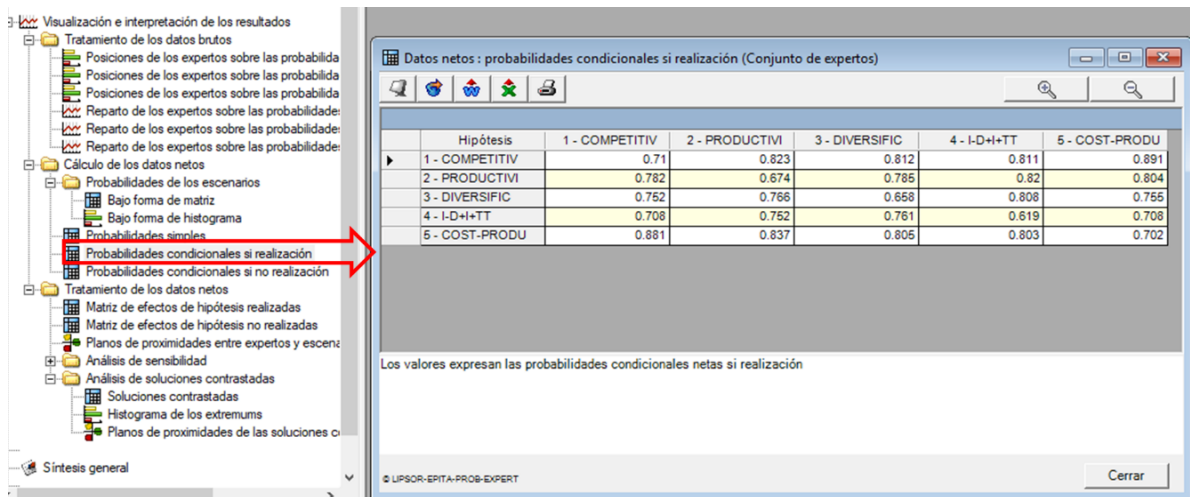 Visualización e interpretación de los resultados
Tratamiento de los datos brutos
Posiciones de los expertos sobre las probabilida
Posiciones de los expertos sobre las probabilida
Posiciones de los expertos sobre las probabilida
Reparto de los expertos sobre las probabilidade
Reparto de los expertos sobre las probabilidade
Reparto de los expertos sobre las probabilidade
Cálculo de los datos netos
Probabilidades de los escenarios
Bajo forma de matriz
Bajo forma de histograma
Probabilidades simples
Probabilidades condicionales si realización
Probabilidades condicionales si no realización
Tratamiento de los datos netos
Matriz de efectos de hipótesis realizadas
Matriz de efectos de hipótesis no realizadas
Planos de proximidades entre expertos y escena
Análisis de sensibilidad
Análisis de soluciones contrastadas
Soluciones contrastadas
Histograma de los extremums
Planos de proximidades de las soluciones c
Síntesis general
Datos netos : probabilidades condicionales si realización (Conjunto de expertos)
Hipótesis 1 - COMPETITIV 2 - PRODUCTIVI 3 - DIVERSIFIC 4 - I-D+I+TT 5 - COST-PRODU
1 - COMPETITIV 0.71 0.823 0.812 0.811 0.891
2 - PRODUCTIVI 0.782 0.674 0.785 0.82 0.804
3 - DIVERSIFIC 0.752 0.766 0.658 0.808 0.755
4 - I-D+I+TT 0.708 0.752 0.761 0.619 0.708
5 - COST-PRODU 0.881 0.837 0.805 0.803 0.702
Los valores expresan las probabilidades condicionales netas si realización
© LIPSOR-EPITA-PROB-EXPERT
Cerrar